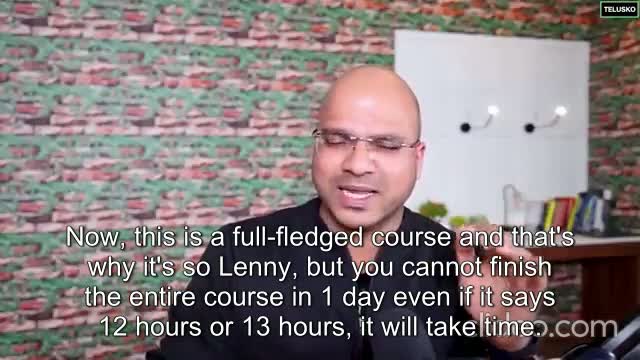 TELUSKO
Now, this is a full-fledged course and that's
why it's so Lenny, but you cannot finish
the entire course in 1 day even if it says
12 hours or 13 hours, it will take time.